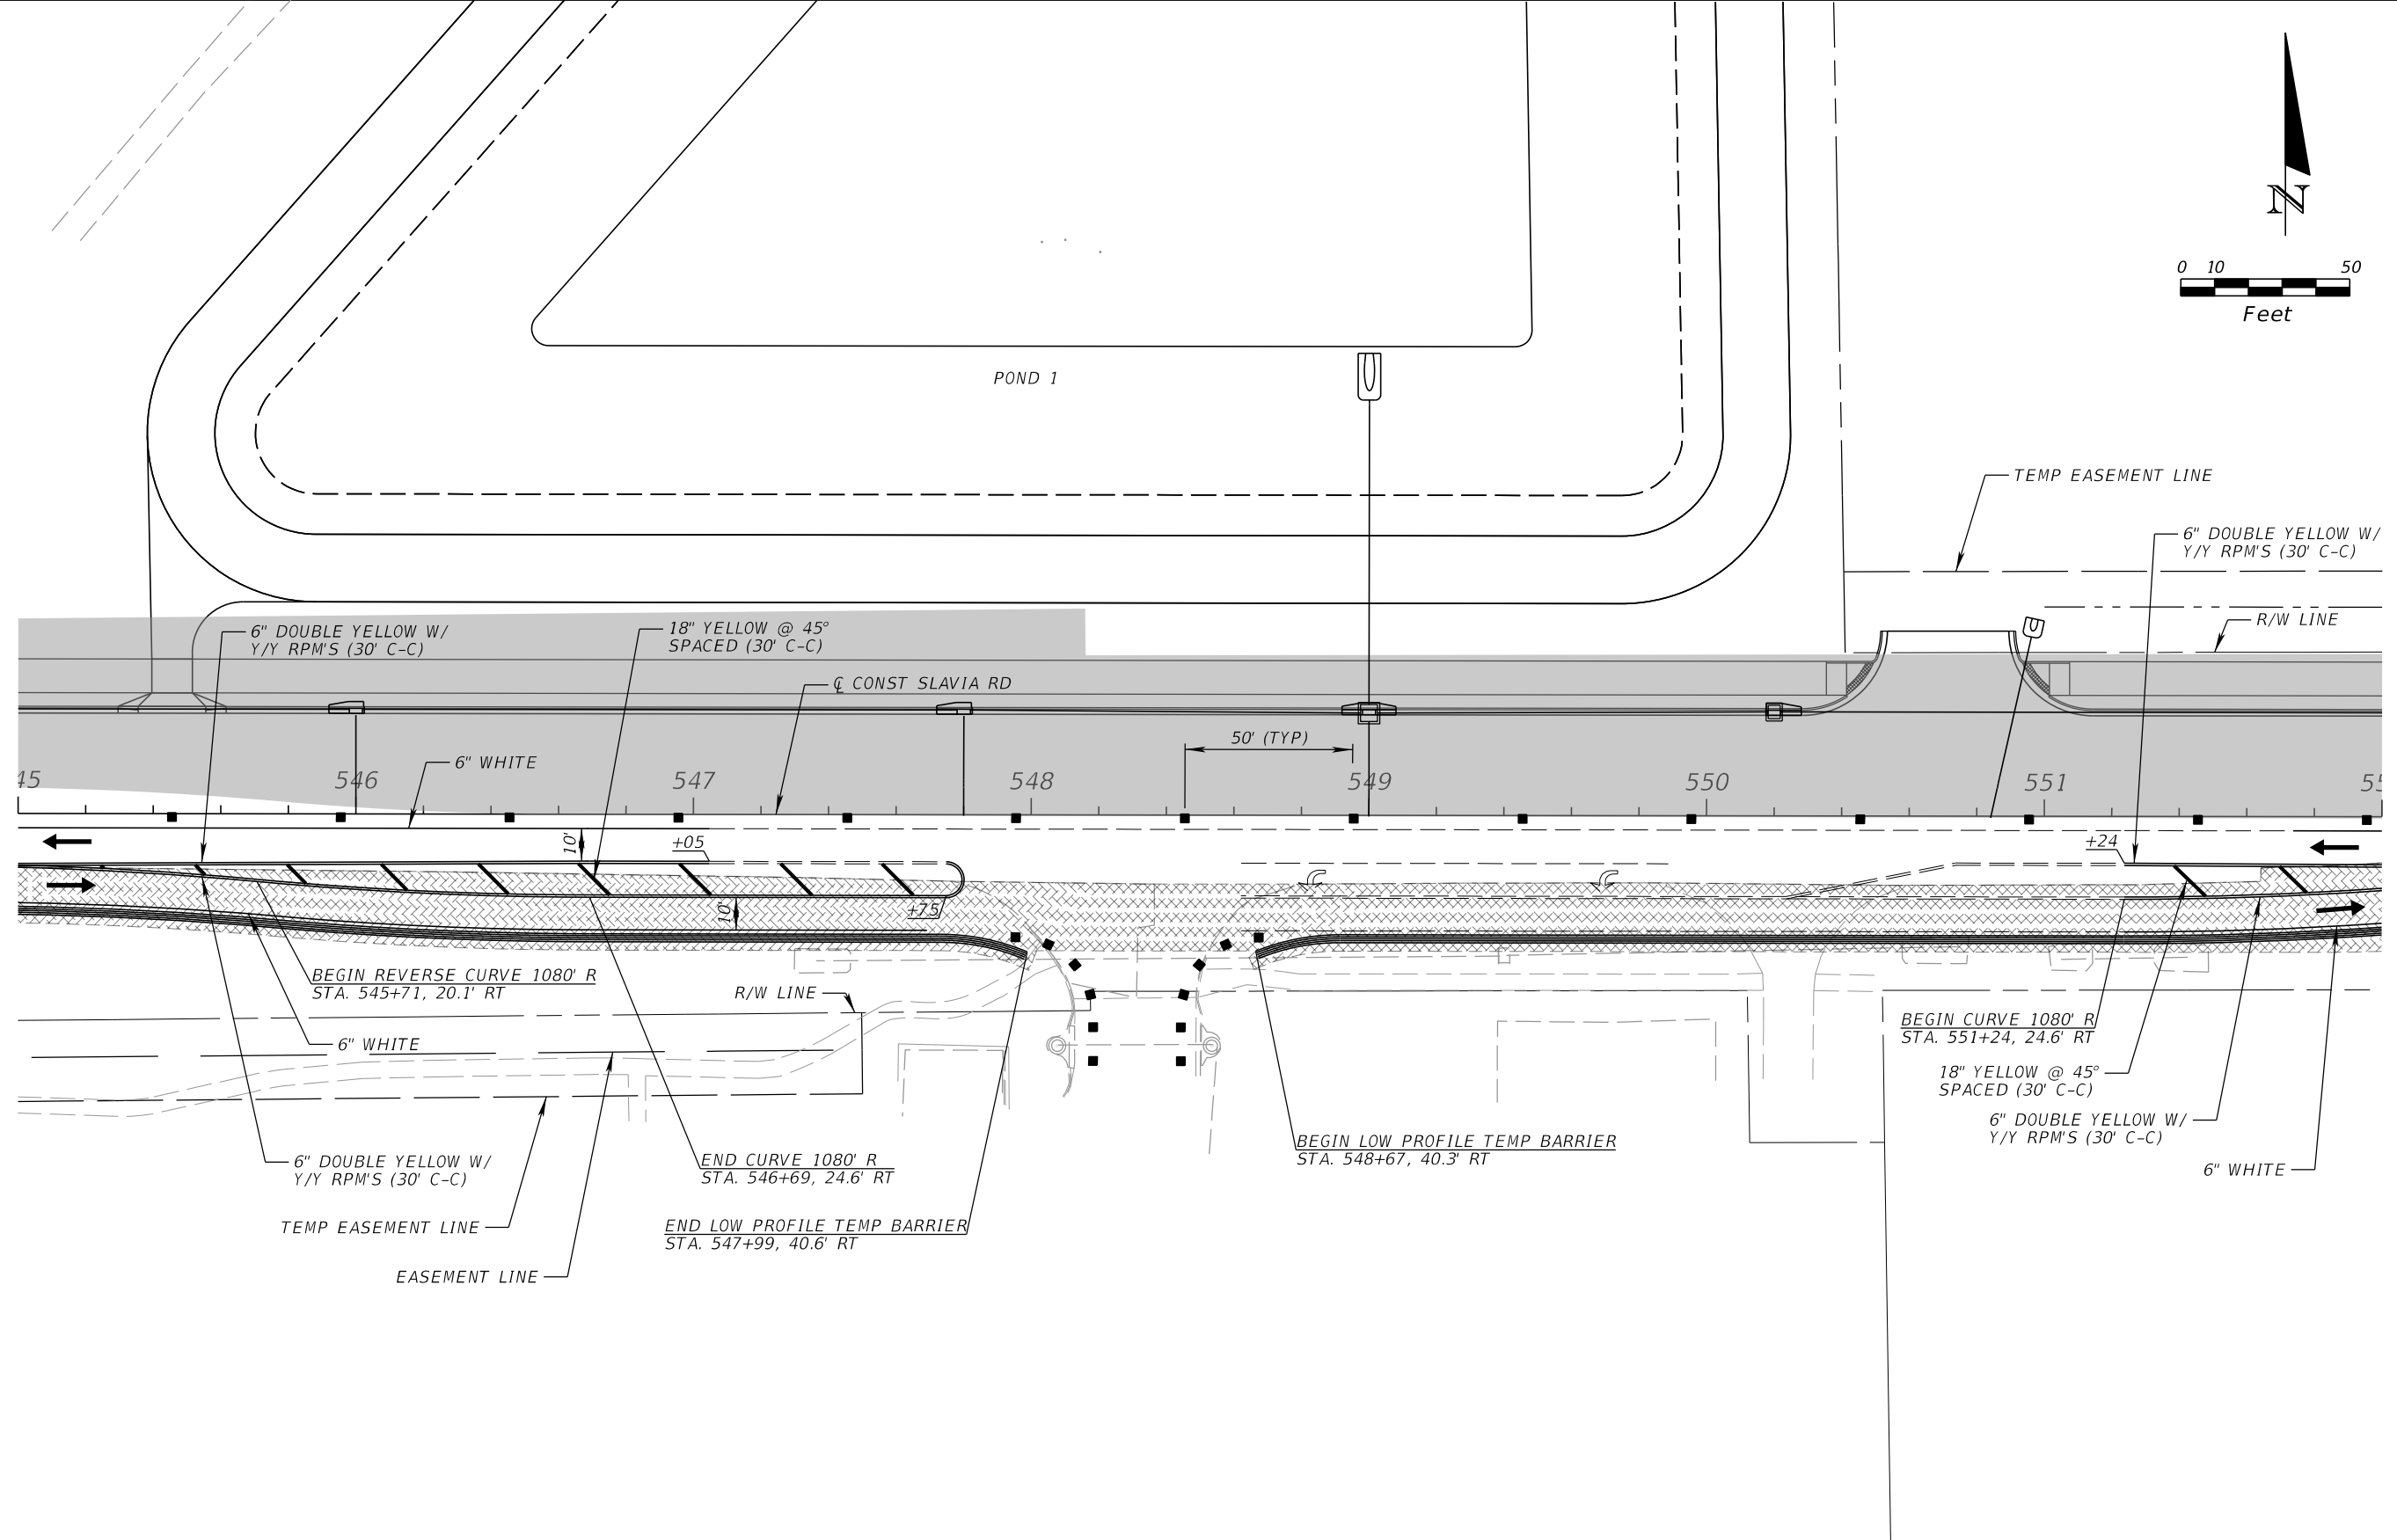 N
0 10 50
Feet
POND 1
TEMP EASEMENT LINE
6" DOUBLE YELLOW W/
Y/Y RPM'S (30' C-C)
R/W LINE
6" DOUBLE YELLOW W/
Y/Y RPM'S (30' C-C)
18" YELLOW @ 45°
SPACED (30' C-C)
℄ CONST SLAVIA RD
50' (TYP)
6" WHITE
45 546 547 548 549 550 551 55
10'
+05
+24
10'
+75
BEGIN REVERSE CURVE 1080' R
STA. 545+71, 20.1' RT
R/W LINE
6" WHITE
BEGIN CURVE 1080' R
STA. 551+24, 24.6' RT
18" YELLOW @ 45°
SPACED (30' C-C)
6" DOUBLE YELLOW W/
Y/Y RPM'S (30' C-C)
6" WHITE
BEGIN LOW PROFILE TEMP BARRIER
STA. 548+67, 40.3' RT
6" DOUBLE YELLOW W/
Y/Y RPM'S (30' C-C)
END CURVE 1080' R
STA. 546+69, 24.6' RT
TEMP EASEMENT LINE
END LOW PROFILE TEMP BARRIER
STA. 547+99, 40.6' RT
EASEMENT LINE